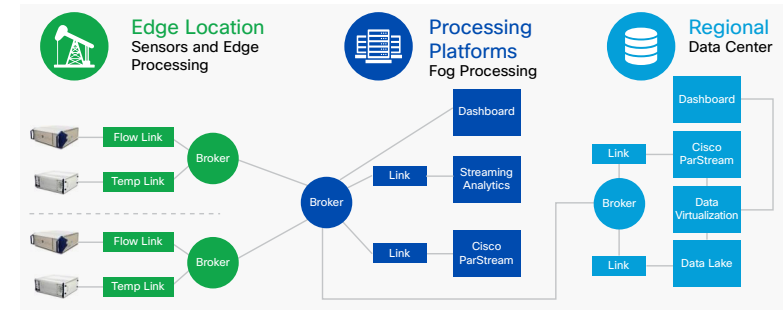 Edge Location
Sensors and Edge
Processing
Processing
Platforms
Fog Processing
Regional
Data Center
Flow Link
Temp Link
Broker
Flow Link
Temp Link
Broker
Broker
Dashboard
Link
Streaming
Analytics
Link
Cisco
ParStream
Dashboard
Link
Cisco
ParStream
Broker
Data
Virtualization
Link
Data Lake